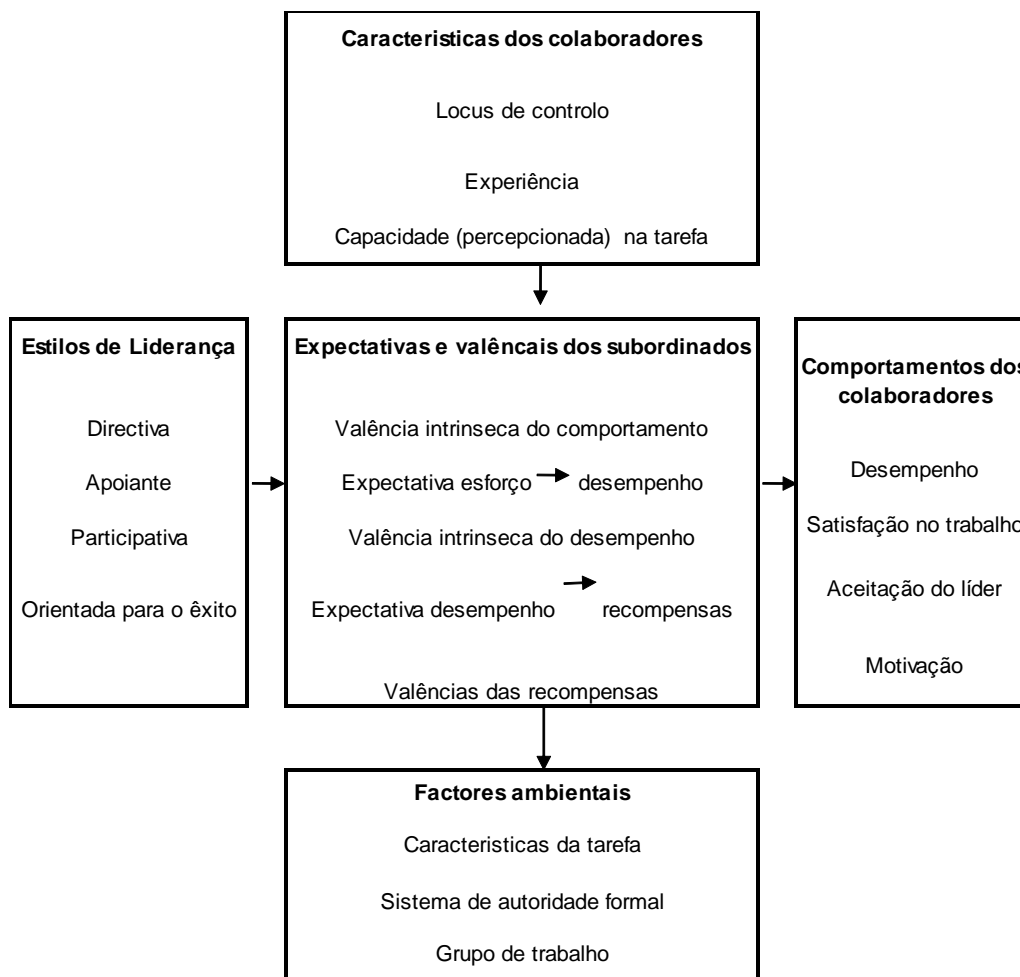 Caracteristicas dos colaboradores
Locus de controlo
Experiência
Capacidade (percepcionada) na tarefa
Estilos de Liderança
Directiva
Apoiante
Participativa
Orientada para o êxito
Expectativas e valêncais dos subordinados
Valência intrinseca do comportamento
Expectativa esforço desempenho
Valência intrinseca do desempenho
Expectativa desempenho recompensas
Valências das recompensas
Comportamentos dos
colaboradores
Desempenho
Satisfação no trabalho
Aceitação do líder
Motivação
Factores ambientais
Caracteristicas da tarefa
Sistema de autoridade formal
Grupo de trabalho